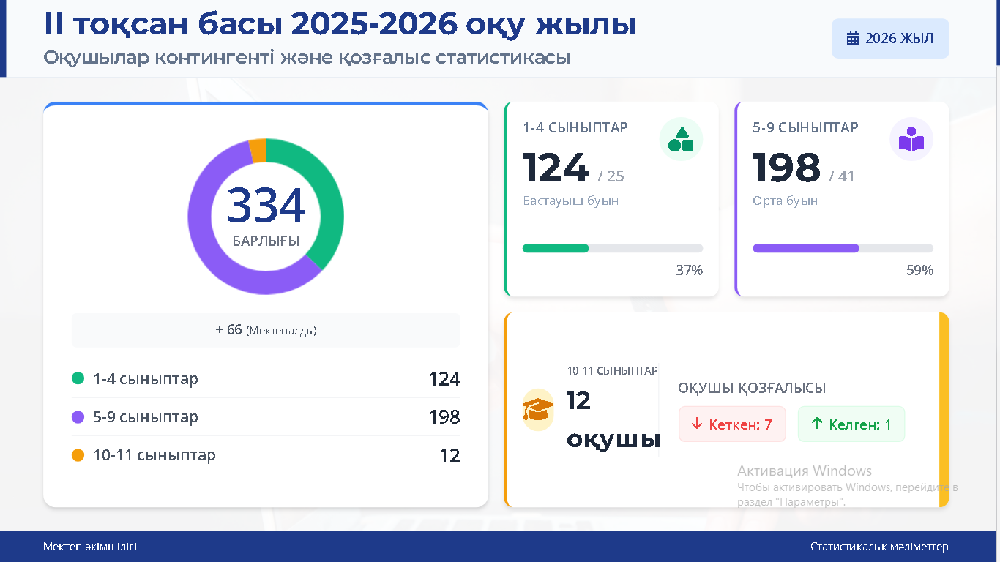 II тоқсан басы 2025-2026 оқу жылы
Оқушылар контингенті және қозғалыс статистикасы
2026 ЖЫЛ
334
БАРЛЫҒЫ
+ 66 (Мектепалды)
1-4 сыныптар 124
5-9 сыныптар 198
10-11 сыныптар 12
1-4 СЫНЫПТАР
124 / 25
Бастауыш буын
37%
5-9 СЫНЫПТАР
198 / 41
Орта буын
59%
10-11 СЫНЫПТАР
12
оқушы
ОҚУШЫ ҚОЗҒАЛЫСЫ
↓ Кеткен: 7
↑ Келген: 1
Активация Windows
Чтобы активировать Windows, перейдите в
раздел "Параметры".
Мектеп әкімшілігі
Статистикалық мәліметтер